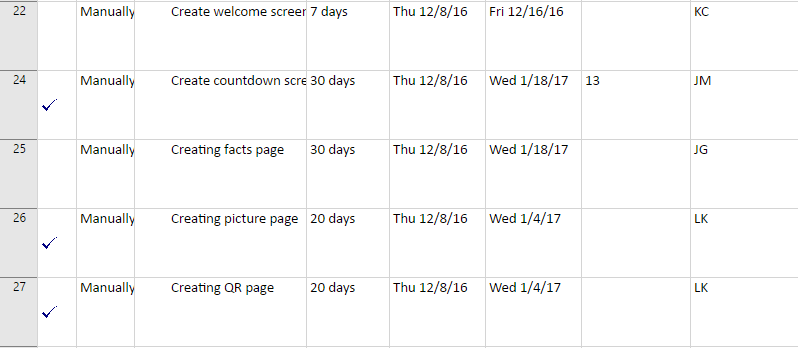 22 Manually Create welcome screen 7 days Thu 12/8/16 Fri 12/16/16 KC
24 Manually Create countdown scre 30 days Thu 12/8/16 Wed 1/18/17 13 JM
25 Manually Creating facts page 30 days Thu 12/8/16 Wed 1/18/17 JG
26 Manually Creating picture page 20 days Thu 12/8/16 Wed 1/4/17 LK
27 Manually Creating QR page 20 days Thu 12/8/16 Wed 1/4/17 LK